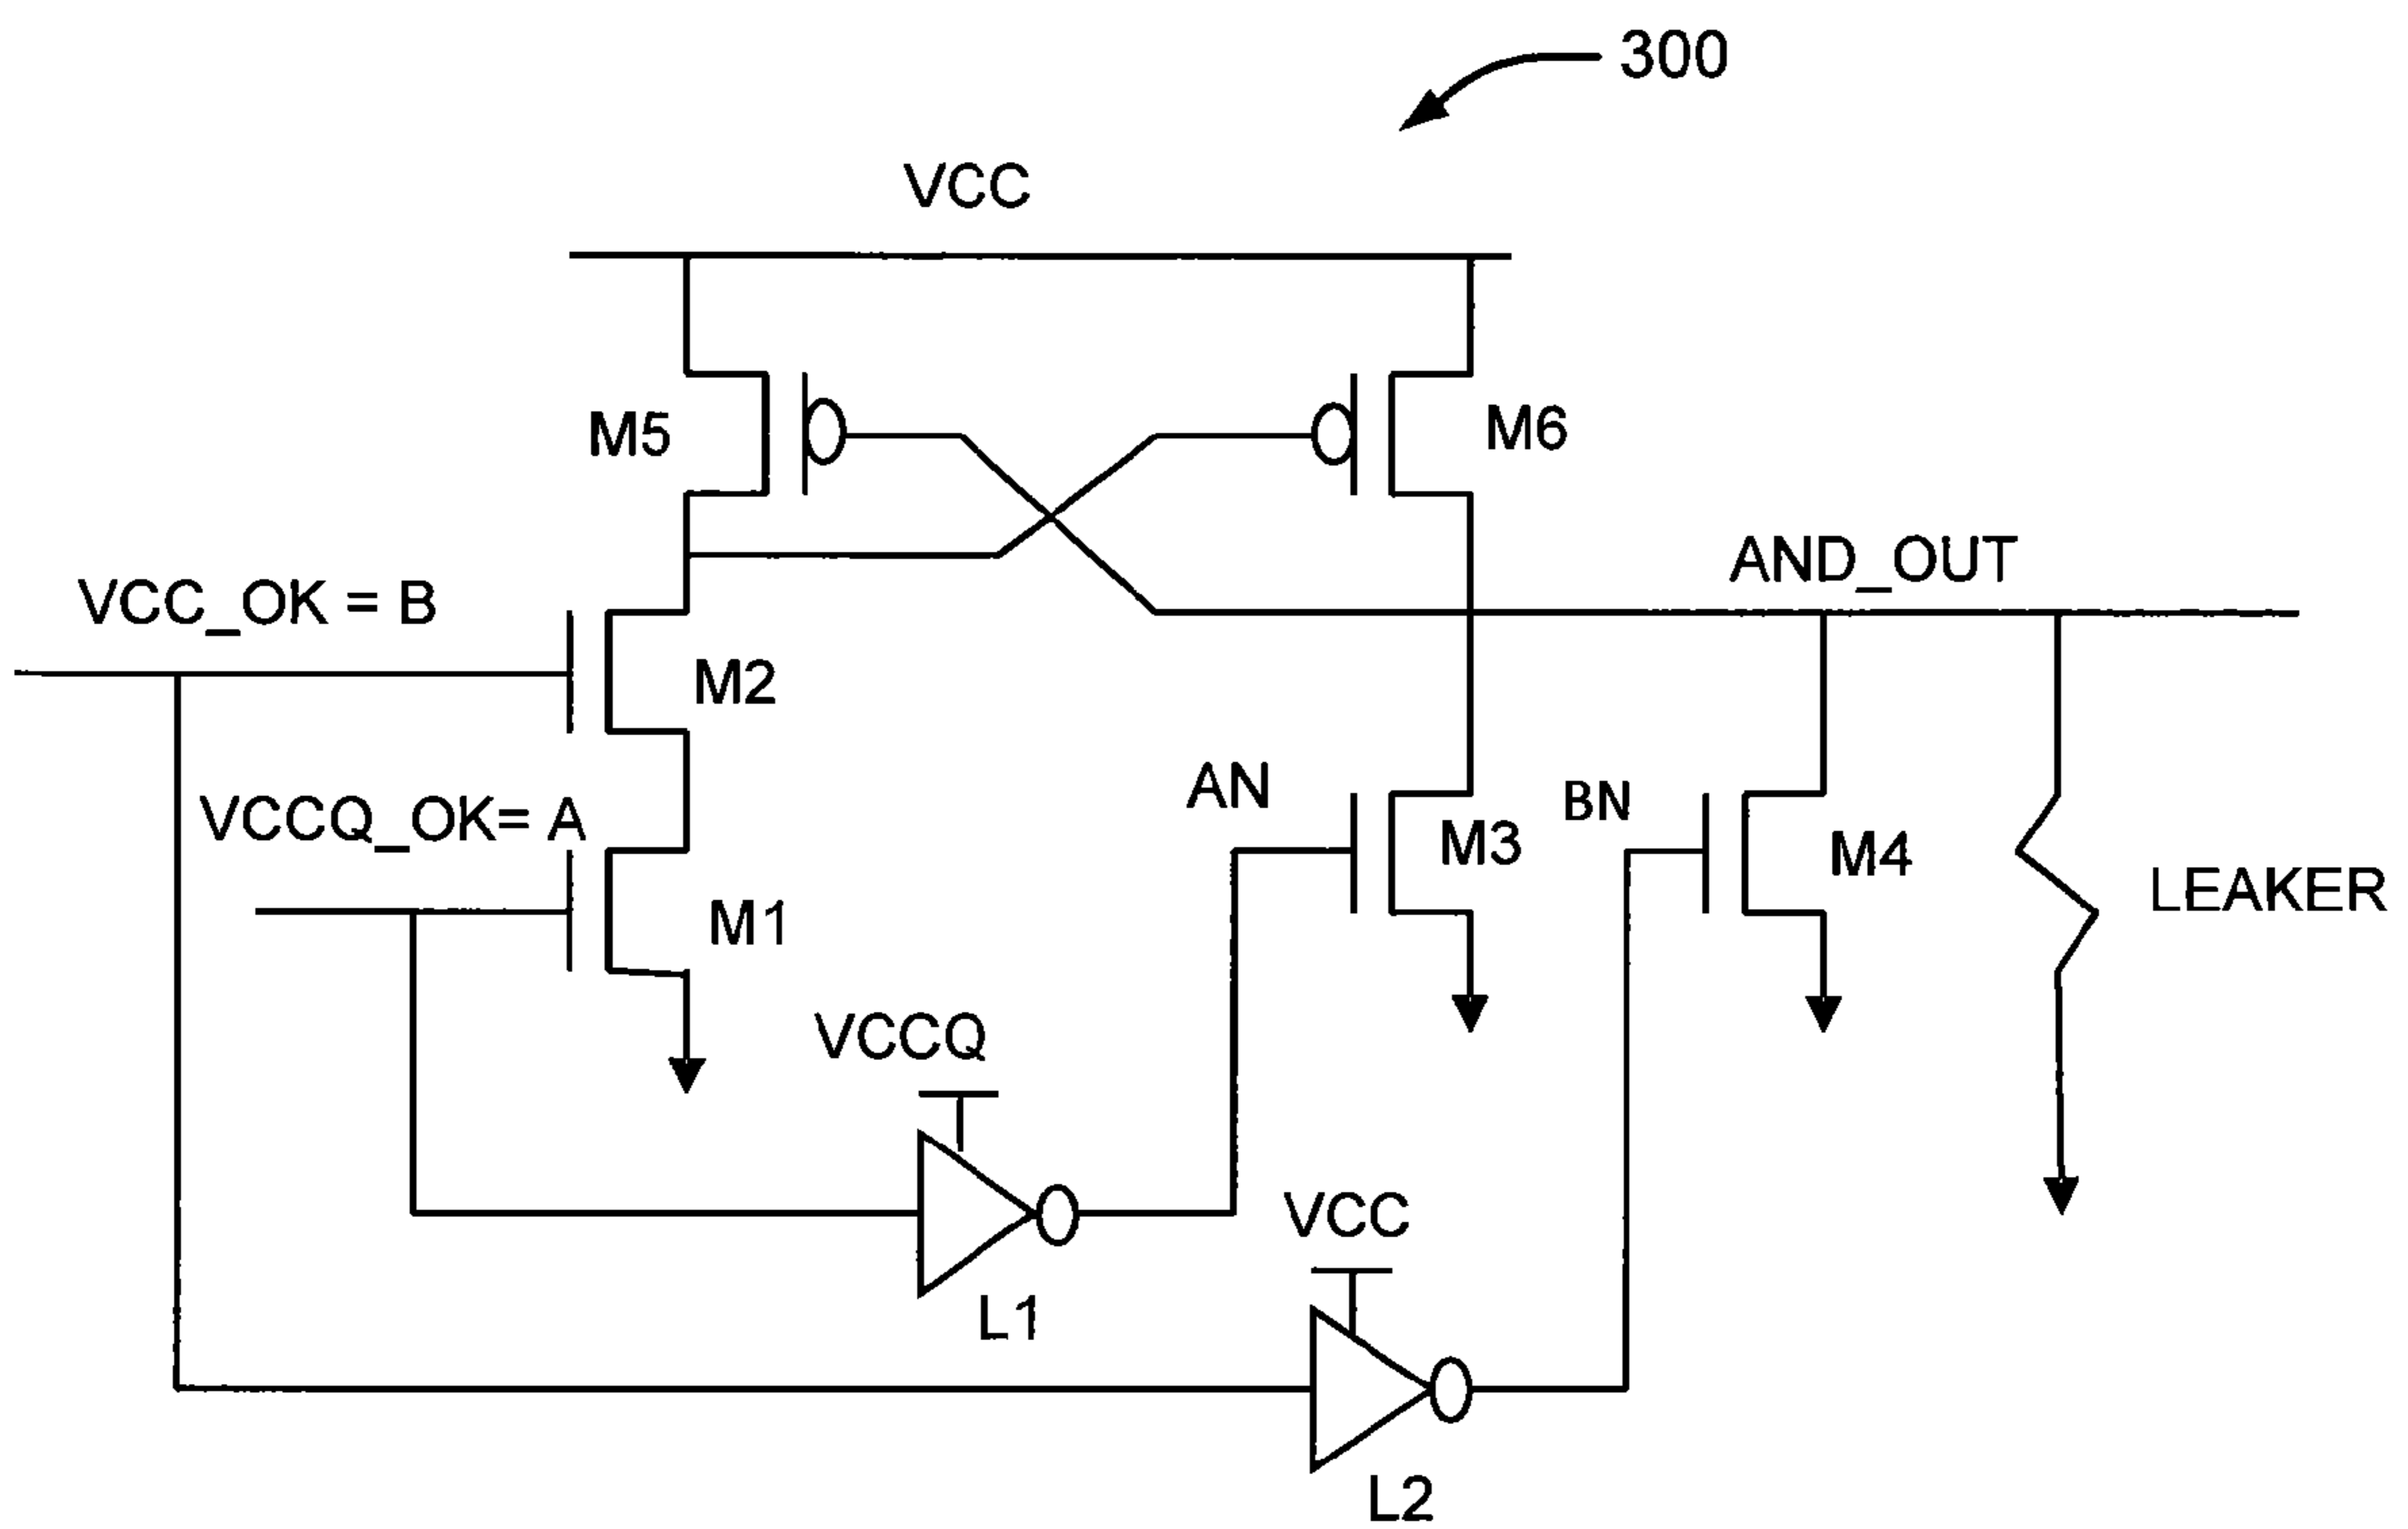 300
VCC
M5
M6
AND_OUT
VCC_OK = B
M2
AN
BN
VCCQ_OK= A
M3
M4
LEAKER
M1
VCCQ
VCC
L1
L2